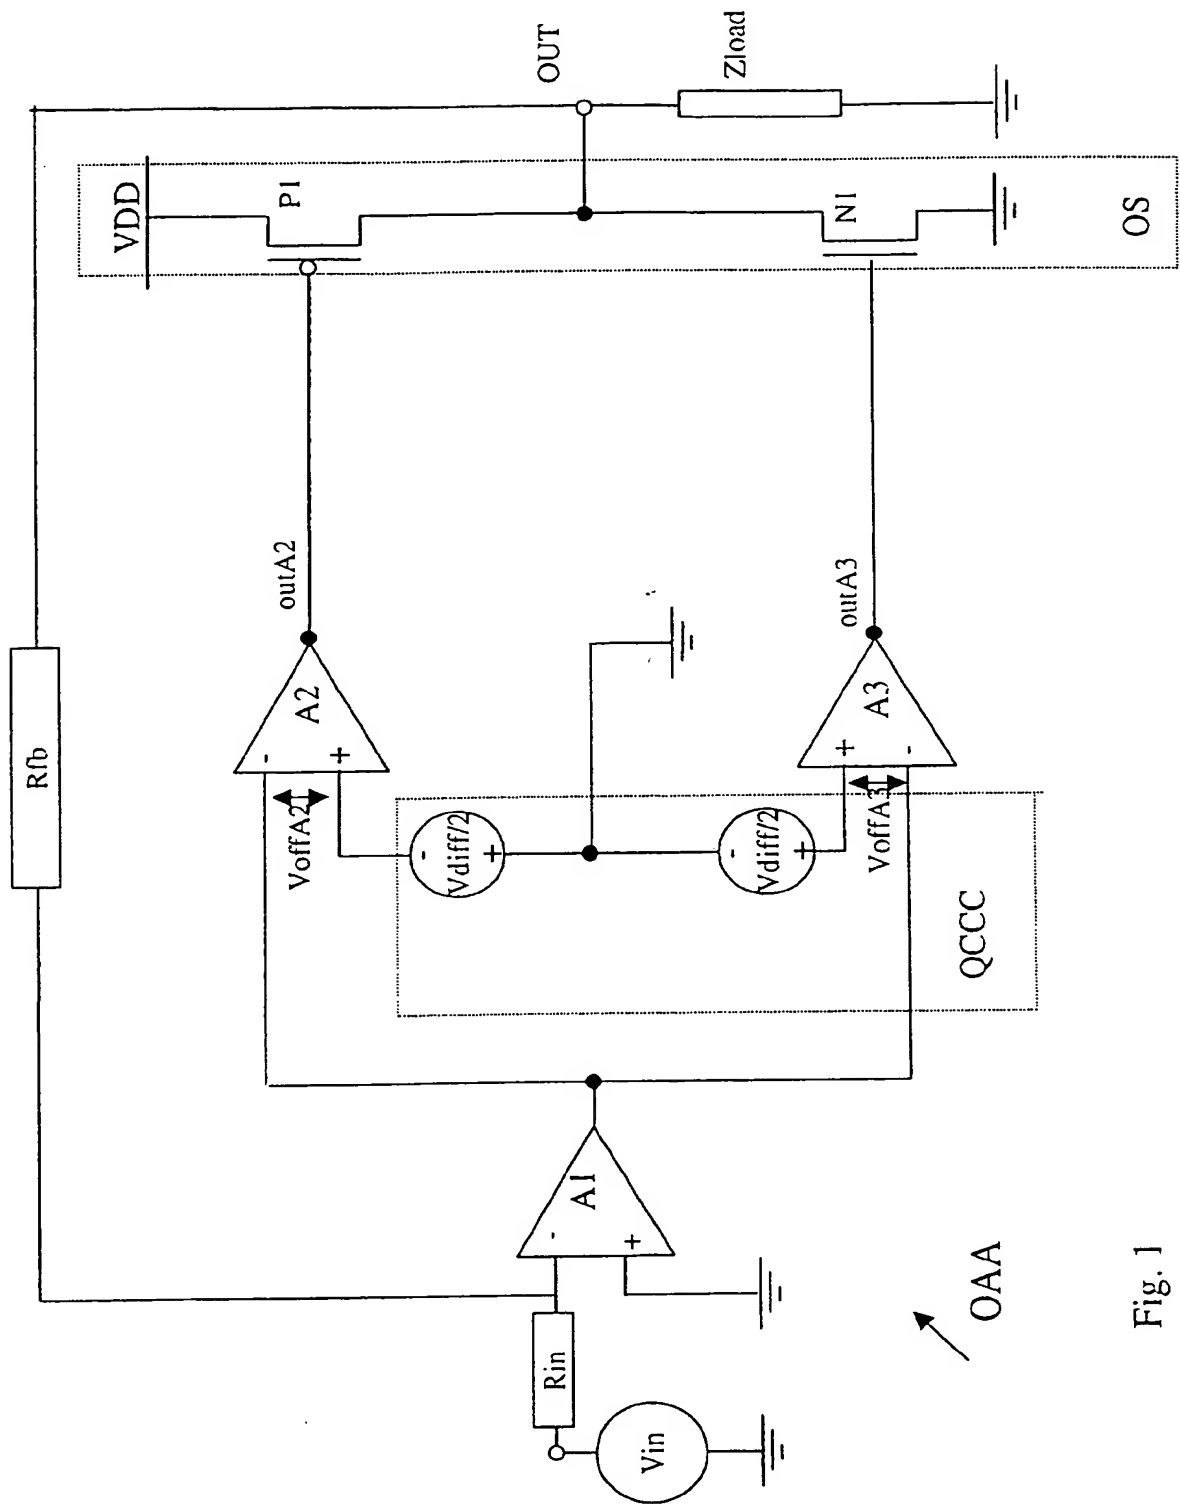 Rfb
VDD
P1
OUT
Zload
-
A2
+
outA2
VoffA2
-
Vdiff/2
+
-
Vdiff/2
+
+
A3
-
outA3
VoffA3
N1
OS
QCCC
-
A1
+
Rin
Vin
OAA
Fig. 1